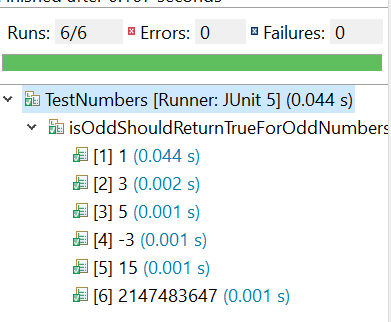 Runs: 6/6 Errors: 0 Failures: 0
TestNumbers [Runner: JUnit 5] (0.044 s)
isOddShouldReturnTrueForOddNumbers
[1] 1 (0.044 s)
[2] 3 (0.002 s)
[3] 5 (0.001 s)
[4] -3 (0.001 s)
[5] 15 (0.001 s)
[6] 2147483647 (0.001 s)